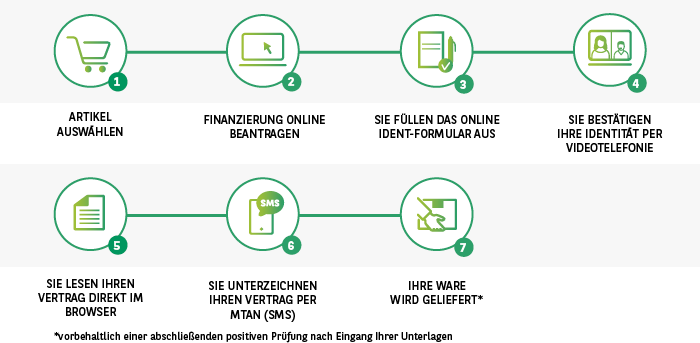 1
2
3
4
ARTIKEL
AUSWÄHLEN
FINANZIERUNG ONLINE
BEANTRAGEN
SIE FÜLLEN DAS ONLINE
IDENT-FORMULAR AUS
SIE BESTÄTIGEN
IHRE IDENTITÄT PER
VIDEOTELEFONIE
SMS
5
6
7
SIE LESEN IHREN
VERTRAG DIREKT IM
BROWSER
SIE UNTERZEICHNEN
IHREN VERTRAG PER
MTAN (SMS)
IHRE WARE
WIRD GELIEFERT*
*vorbehaltlich einer abschließenden positiven Prüfung nach Eingang Ihrer Unterlagen